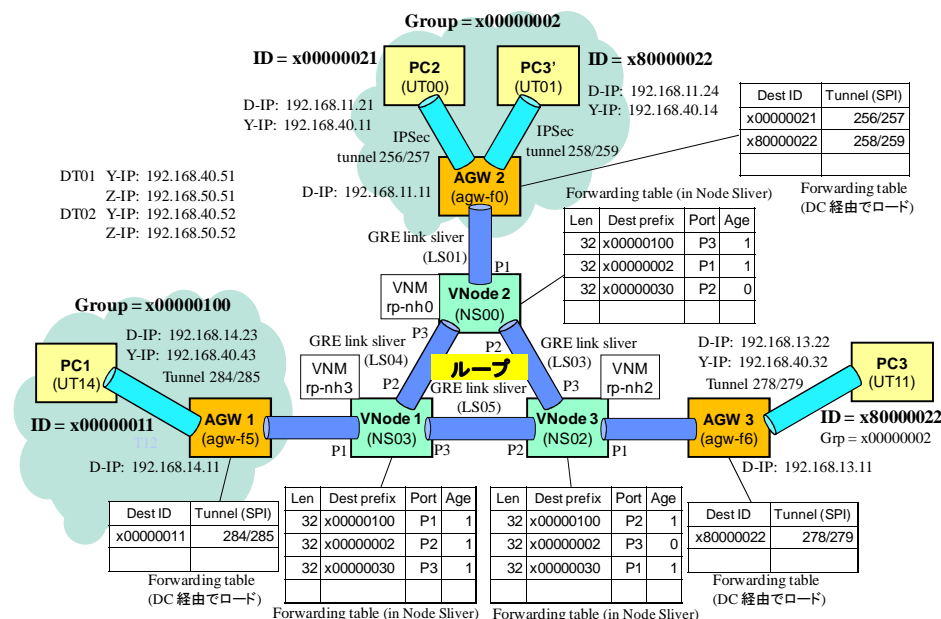 Group = x00000002
ID = x00000021
PC2
(UT00)
PC3’
(UT01)
ID = x80000022
D-IP: 192.168.11.21
Y-IP: 192.168.40.11
D-IP: 192.168.11.24
Y-IP: 192.168.40.14
IPSec
tunnel 256/257
IPSec
tunnel 258/259
Dest ID Tunnel (SPI)
x00000021 256/257
x80000022 258/259
Forwarding table
(DC 経由でロード)
DT01 Y-IP: 192.168.40.51
Z-IP: 192.168.50.51
DT02 Y-IP: 192.168.40.52
Z-IP: 192.168.50.52
D-IP: 192.168.11.11
AGW 2
(agw-f0)
Forwarding table (in Node Sliver)
Len Dest prefix Port Age
32 x00000100 P3 1
32 x00000002 P1 1
32 x00000030 P2 0
GRE link sliver
(LS01)
P1
VNM
rp-nh0
VNode 2
(NS00)
P3
P2
Group = x00000100
D-IP: 192.168.14.23
Y-IP: 192.168.40.43
Tunnel 284/285
PC1
(UT14)
ID = x00000011
T12
AGW 1
(agw-f5)
D-IP: 192.168.14.11
GRE link sliver
(LS04)
VNM
rp-nh3
P2
ループ
GRE link sliver
(LS05)
GRE link sliver
(LS03)
P3
VNM
rp-nh2
VNode 1
(NS03)
P1
P3
VNode 3
(NS02)
P2
P1
D-IP: 192.168.13.22
Y-IP: 192.168.40.32
Tunnel 278/279
PC3
(UT11)
ID = x80000022
Grp = x00000002
AGW 3
(agw-f6)
D-IP: 192.168.13.11
Dest ID Tunnel (SPI)
x00000011 284/285
Forwarding table
(DC 経由でロード)
Len Dest prefix Port Age
32 x00000100 P1 1
32 x00000002 P2 1
32 x00000030 P3 1
Forwarding table (in Node Sliver)
Len Dest prefix Port Age
32 x00000100 P2 1
32 x00000002 P3 0
32 x00000030 P1 1
Forwarding table (in Node Sliver)
Dest ID Tunnel (SPI)
x80000022 278/279
Forwarding table
(DC 経由でロード)